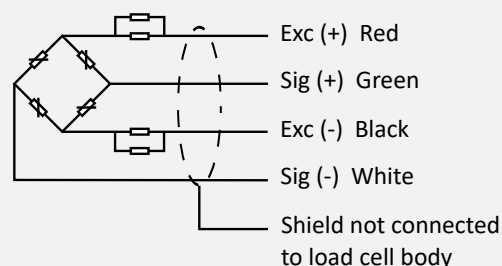 Exc (+) Red
Sig (+) Green
Exc (-) Black
Sig (-) White
Shield not connected
to load cell body